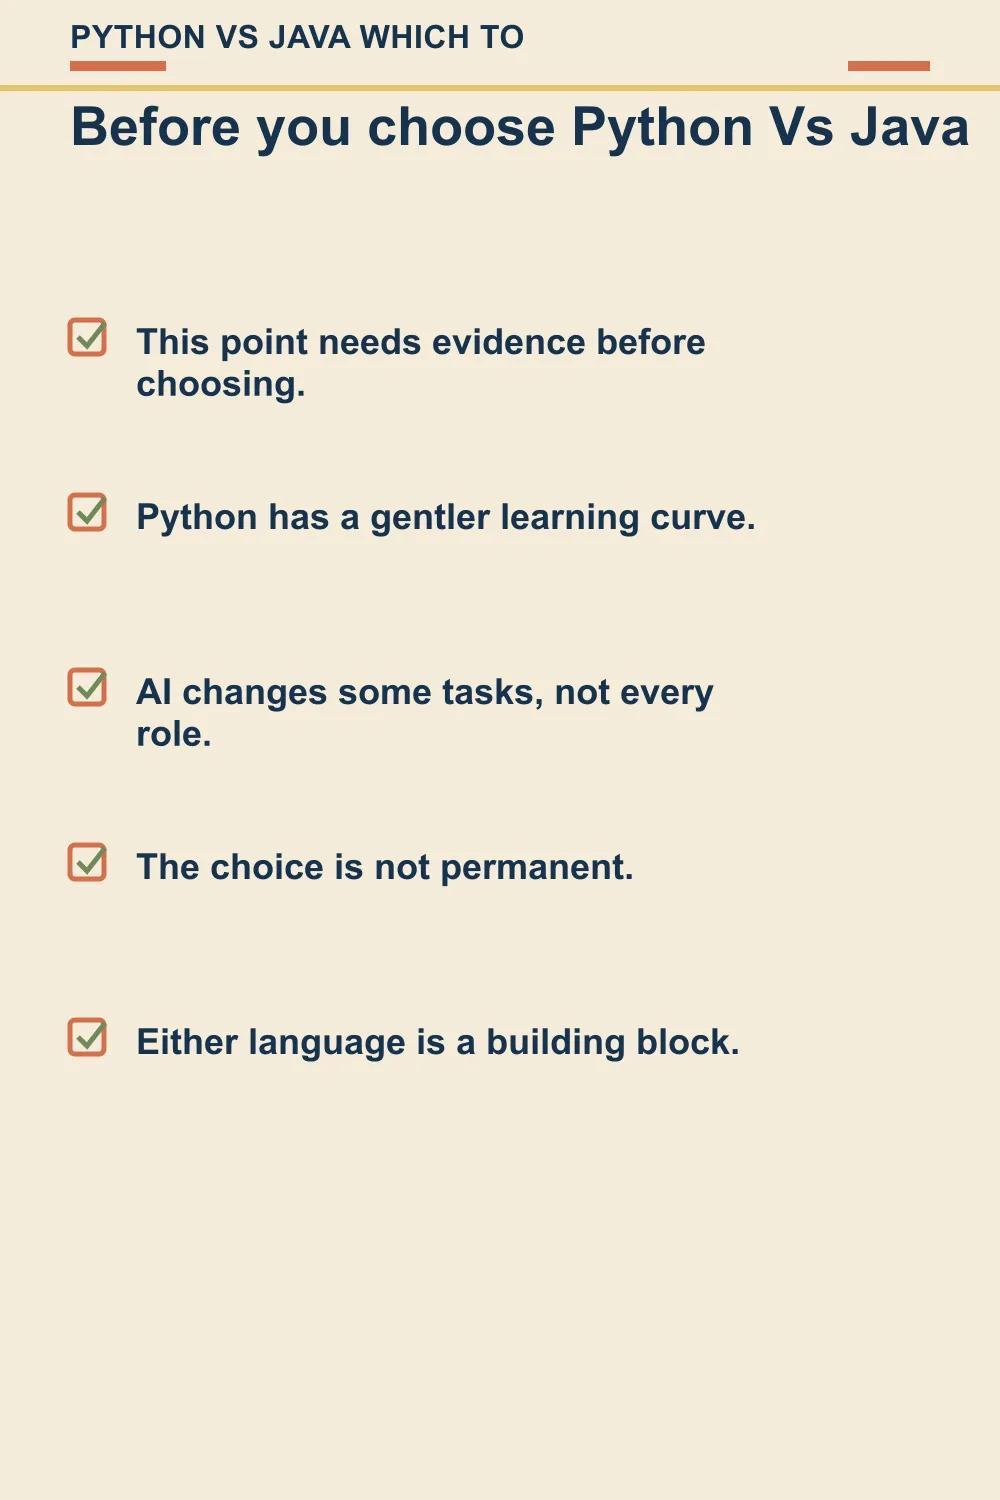 PYTHON VS JAVA WHICH TO
Before you choose Python Vs Java
This point needs evidence before
choosing.
Python has a gentler learning curve.
AI changes some tasks, not every
role.
The choice is not permanent.
Either language is a building block.